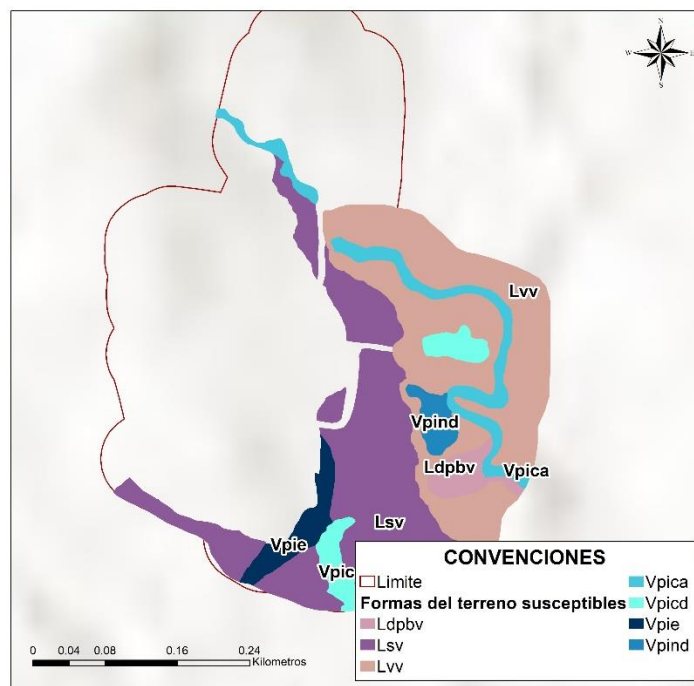 N
W
E
S
Lvv
Vpind
Ldpbv
Vpica
Lsv
Vpie
Vpic
CONVENCIONES
Limite
Formas del terreno susceptibles
Ldpbv
Lsv
Lvv
Vpica
Vpicd
Vpie
Vpind
0 0.04 0.08 0.16 0.24
Kilometros